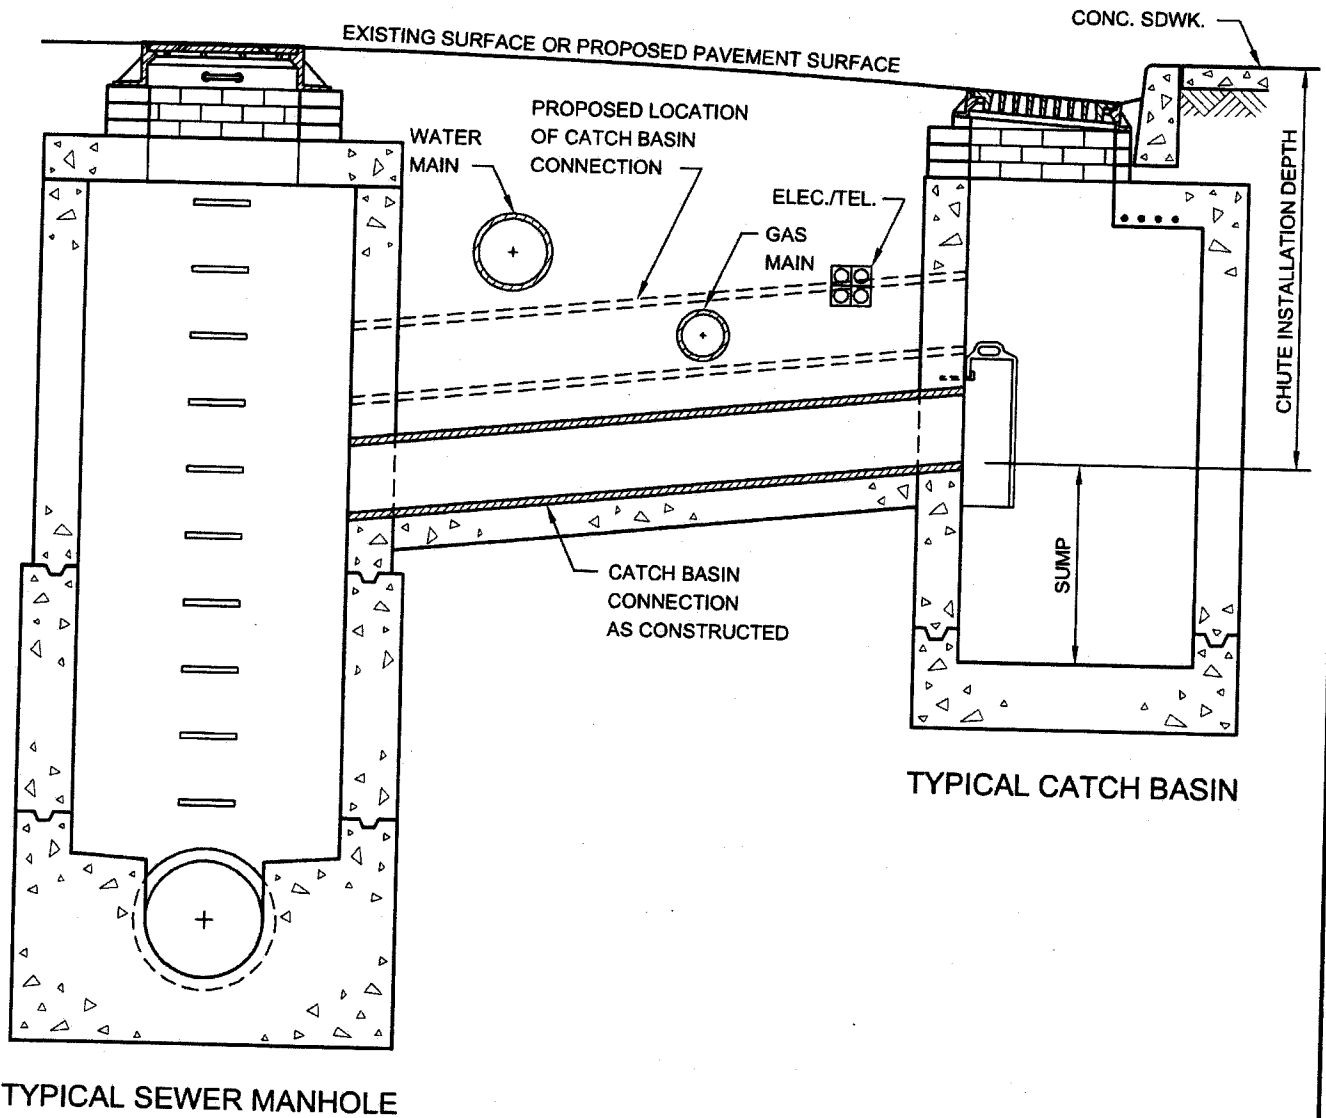 CONC. SDWK.
EXISTING SURFACE OR PROPOSED PAVEMENT SURFACE
WATER
MAIN
PROPOSED LOCATION
OF CATCH BASIN
CONNECTION
ELEC./TEL.
GAS
MAIN
CHUTE INSTALLATION DEPTH
SUMP
CATCH BASIN
CONNECTION
AS CONSTRUCTED
TYPICAL CATCH BASIN
TYPICAL SEWER MANHOLE